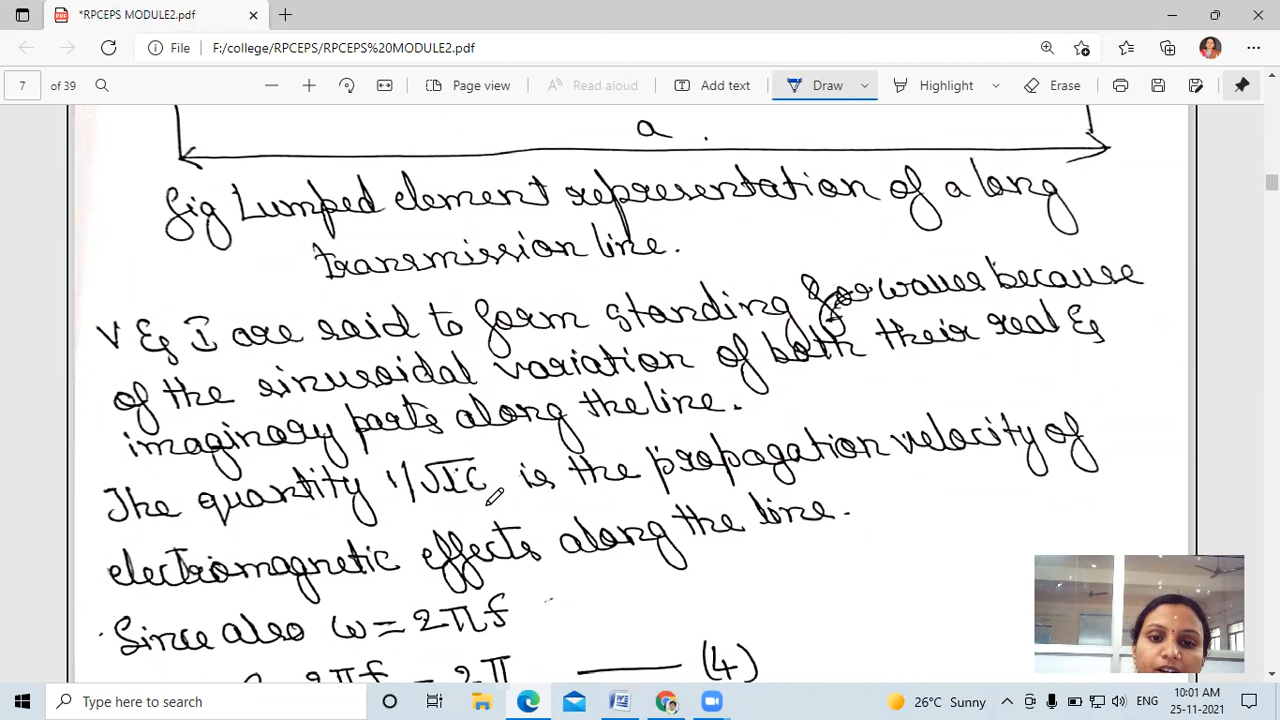 *RPCEPS MODULE2.pdf
File F:/college/RPCEPS/RPCEPS%20MODULE2.pdf
7 of 39 Page view Read aloud Add text Draw Highlight Erase
a
fig Lumped element representation of a long
transmission line.
V & I are said to form standing or waves because
of the sinusoidal variation of both their real &
imaginary parts along the line.
The quantity 1/√LC is the propagation velocity of
electromagnetic effects along the line.
Since also ω = 2πf
2πf = 2π (4)
Type here to search 26°C Sunny ENG 10:01 AM
25-11-2021